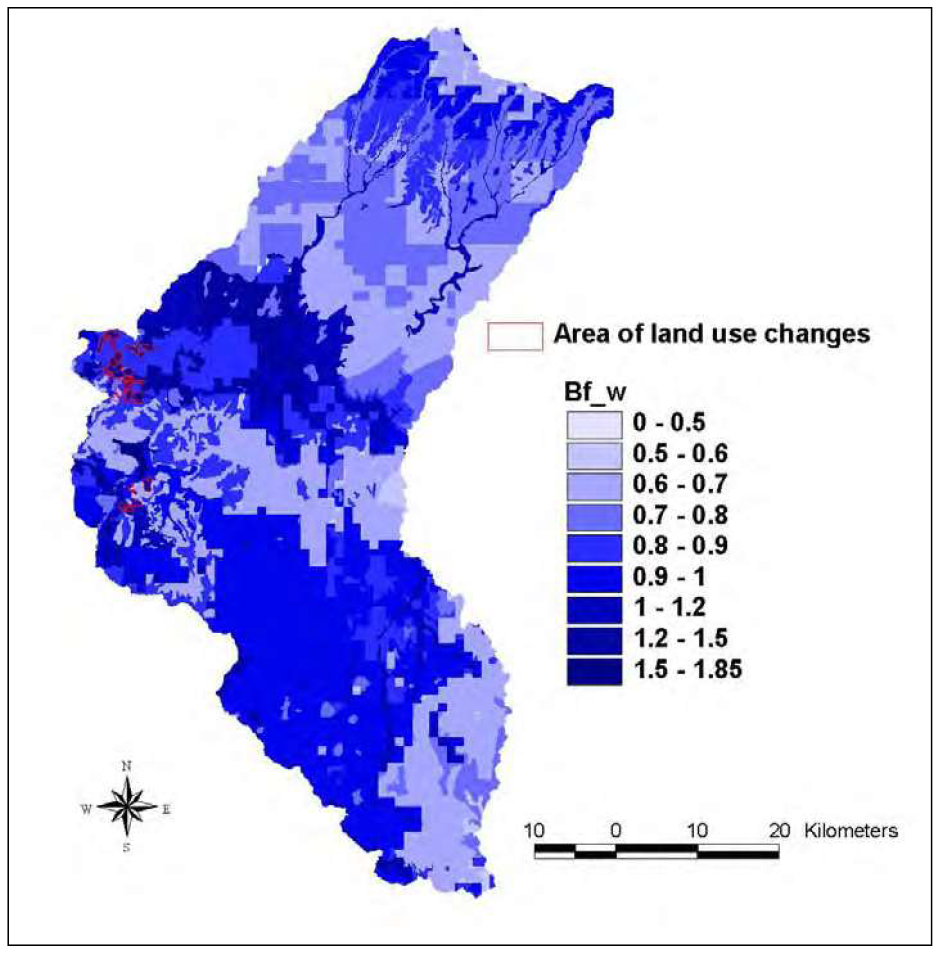 Area of land use changes
Bf_w
0 - 0.5
0.5 - 0.6
0.6 - 0.7
0.7 - 0.8
0.8 - 0.9
0.9 - 1
1 - 1.2
1.2 - 1.5
1.5 - 1.85
N
W E
S
10 0 10 20 Kilometers